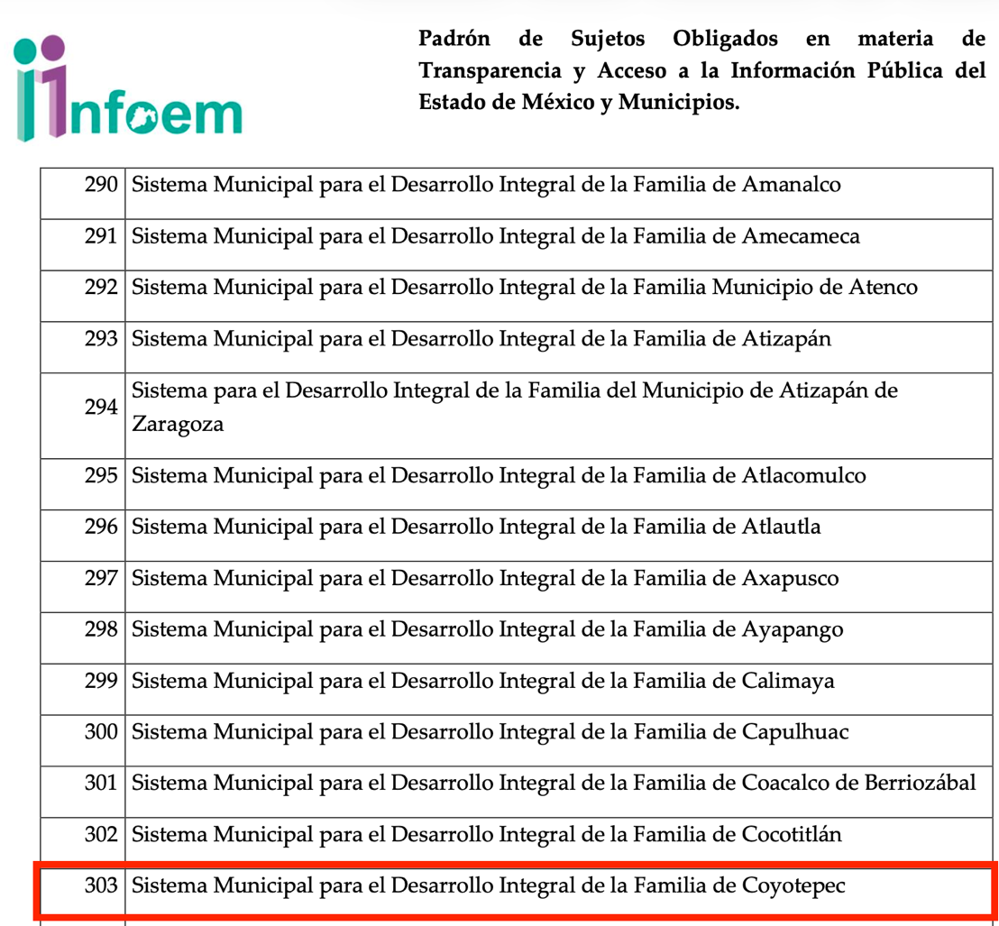 infoem
Padrón de Sujetos Obligados en materia de
Transparencia y Acceso a la Información Pública del
Estado de México y Municipios.
290 Sistema Municipal para el Desarrollo Integral de la Familia de Amanalco
291 Sistema Municipal para el Desarrollo Integral de la Familia de Amecameca
292 Sistema Municipal para el Desarrollo Integral de la Familia Municipio de Atenco
293 Sistema Municipal para el Desarrollo Integral de la Familia de Atizapán
294 Sistema para el Desarrollo Integral de la Familia del Municipio de Atizapán de
Zaragoza
295 Sistema Municipal para el Desarrollo Integral de la Familia de Atlacomulco
296 Sistema Municipal para el Desarrollo Integral de la Familia de Atlautla
297 Sistema Municipal para el Desarrollo Integral de la Familia de Axapusco
298 Sistema Municipal para el Desarrollo Integral de la Familia de Ayapango
299 Sistema Municipal para el Desarrollo Integral de la Familia de Calimaya
300 Sistema Municipal para el Desarrollo Integral de la Familia de Capulhuac
301 Sistema Municipal para el Desarrollo Integral de la Familia de Coacalco de Berriozábal
302 Sistema Municipal para el Desarrollo Integral de la Familia de Cocotitlán
303 Sistema Municipal para el Desarrollo Integral de la Familia de Coyotepec